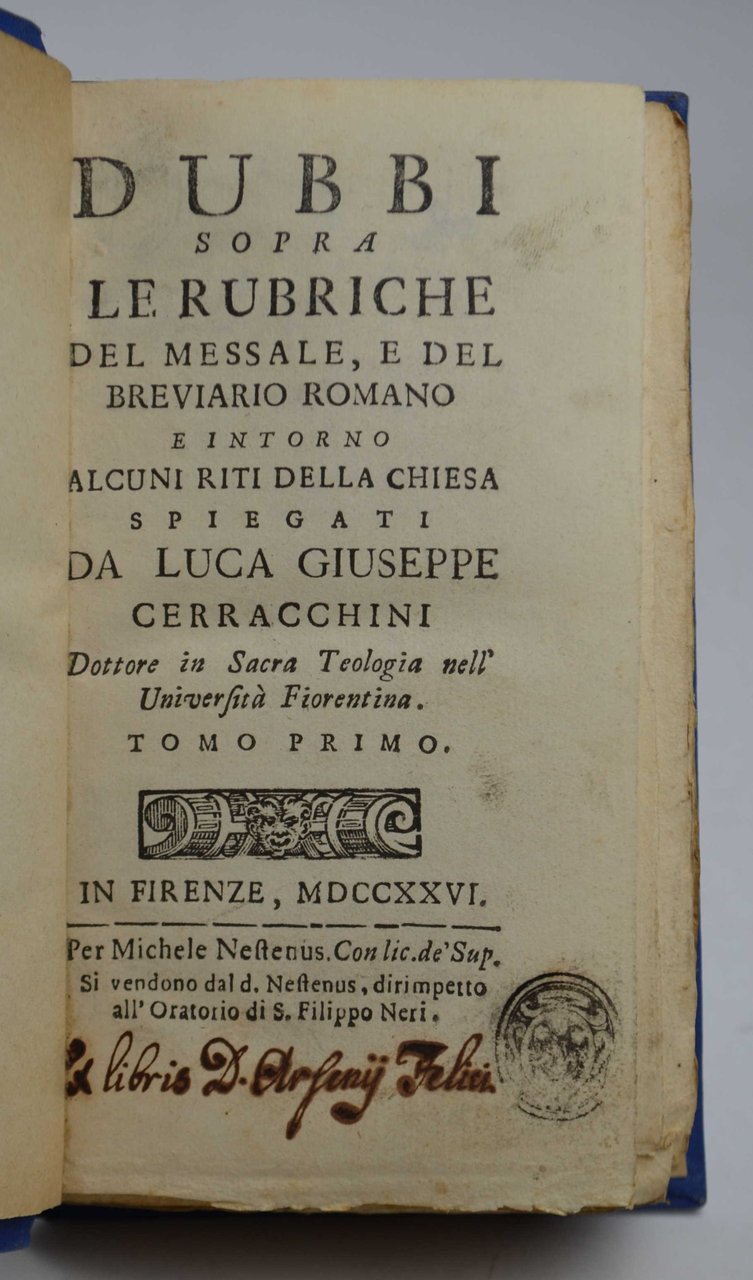 DUBBI
SOPRA
LE RUBRICHE
DEL MESSALE, E DEL
BREVIARIO ROMANO
E INTORNO
ALCUNI RITI DELLA CHIESA
SPIEGATI
DA LUCA GIUSEPPE
CERRACCHINI
Dottore in Sacra Teologia nell'
Univerſità Fiorentina.
TOMO PRIMO.
IN FIRENZE, MDCCXXVI.
Per Michele Neſtenus. Con lic. de' Sup.
Si vendono dal d. Neſtenus, dirimpetto
all' Oratorio di S. Filippo Neri.
Ex libris D. Arſenij Felici.